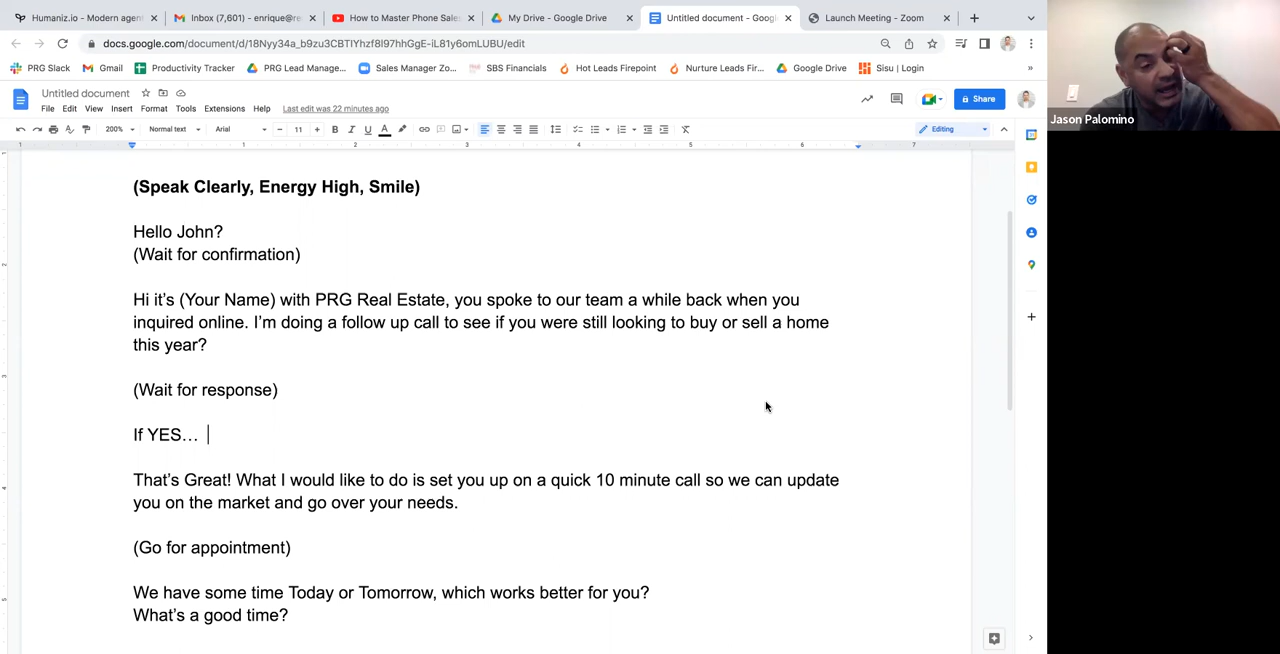 Humaniz.io - Modern agen
Inbox (7,601) - enrique@re
How to Master Phone Sale
My Drive - Google Drive
Untitled document - Goog
Launch Meeting - Zoom
docs.google.com/document/d/18Nyy34a_b9zu3CBTIYhzf8I97hhGgE-iL81y6omLUBU/edit
PRG Slack
Gmail
Productivity Tracker
PRG Lead Manage...
Sales Manager Zo...
SBS Financials
Hot Leads Firepoint
Nurture Leads Fir...
Google Drive
Sisu | Login
»
Untitled document
File Edit View Insert Format Tools Extensions Help Last edit was 22 minutes ago
Share
200% Normal text Arial 11 Editing
1 1 2 3 4 5 6 7
(Speak Clearly, Energy High, Smile)
Hello John?
(Wait for confirmation)
Hi it's (Your Name) with PRG Real Estate, you spoke to our team a while back when you
inquired online. I'm doing a follow up call to see if you were still looking to buy or sell a home
this year?
(Wait for response)
If YES...
That's Great! What I would like to do is set you up on a quick 10 minute call so we can update
you on the market and go over your needs.
(Go for appointment)
We have some time Today or Tomorrow, which works better for you?
What's a good time?
Jason Palomino